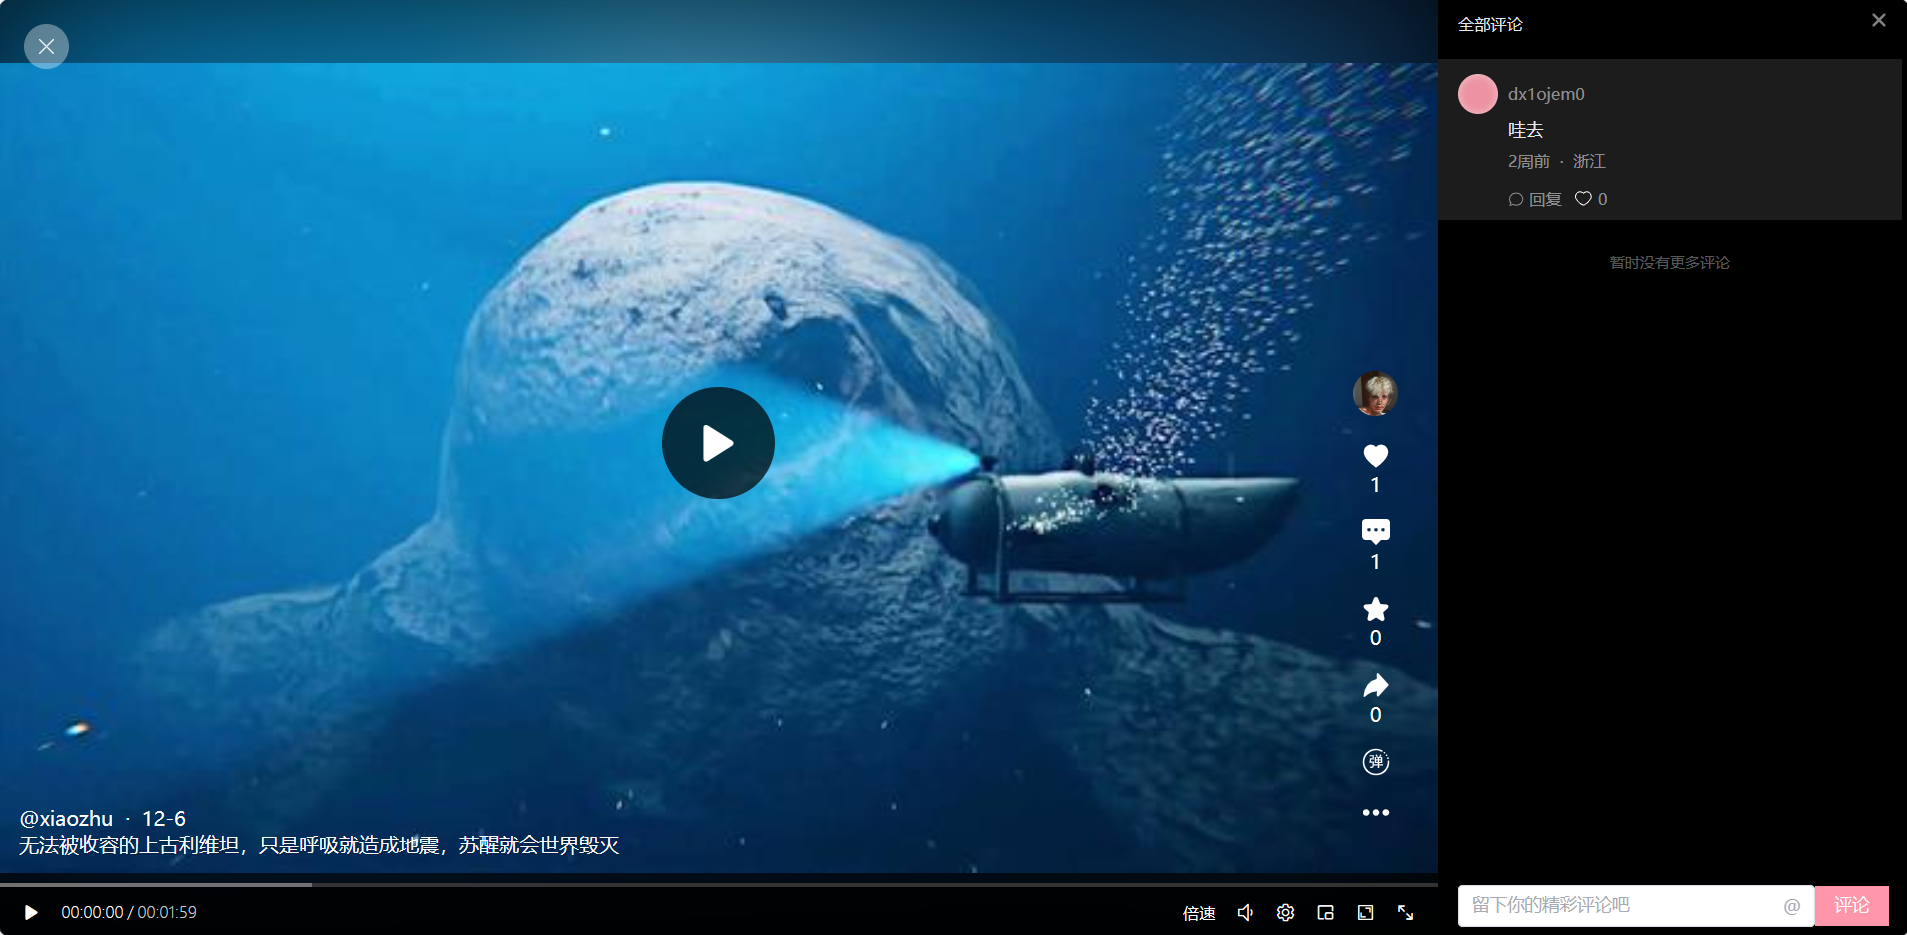 全部评论
dx1ojem0
哇去
2周前 · 浙江
回复 0
暂时没有更多评论
1
1
0
0
弹
@xiaozhu · 12-6
无法被收容的上古利维坦，只是呼吸就造成地震，苏醒就会世界毁灭
00:00:00 / 00:01:59
倍速
留下你的精彩评论吧 @
评论